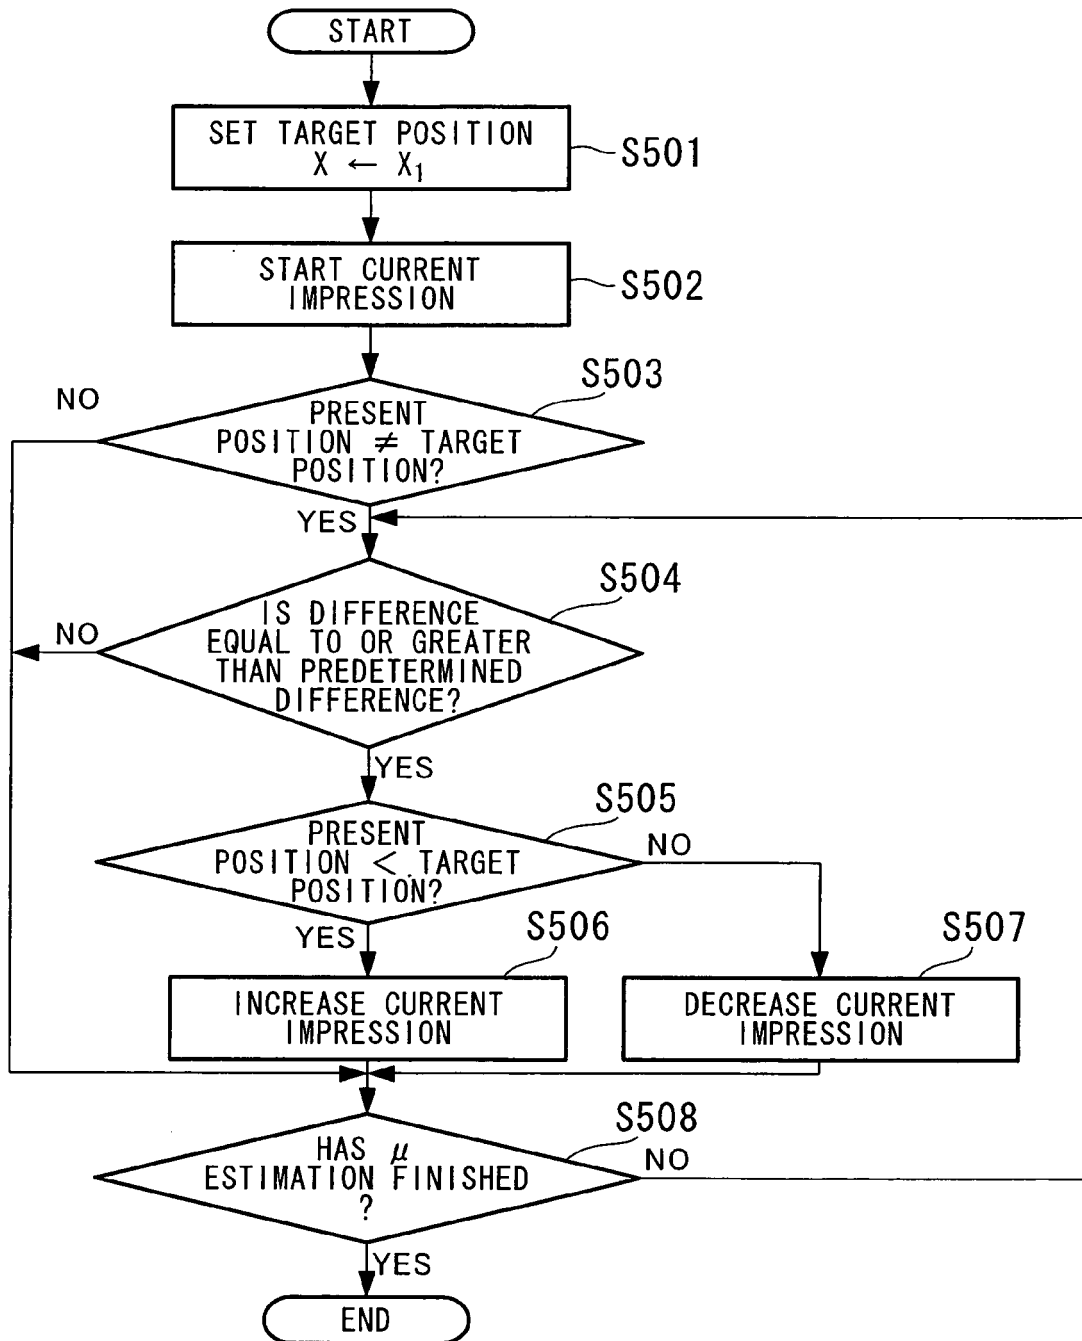 START
SET TARGET POSITION
X ← X1
S501
START CURRENT
IMPRESSION
S502
S503
NO
PRESENT
POSITION ≠ TARGET
POSITION?
YES
S504
NO
IS DIFFERENCE
EQUAL TO OR GREATER
THAN PREDETERMINED
DIFFERENCE?
YES
S505
PRESENT
POSITION < TARGET
POSITION?
NO
YES
S506
S507
INCREASE CURRENT
IMPRESSION
DECREASE CURRENT
IMPRESSION
S508
HAS μ
ESTIMATION FINISHED
?
NO
YES
END